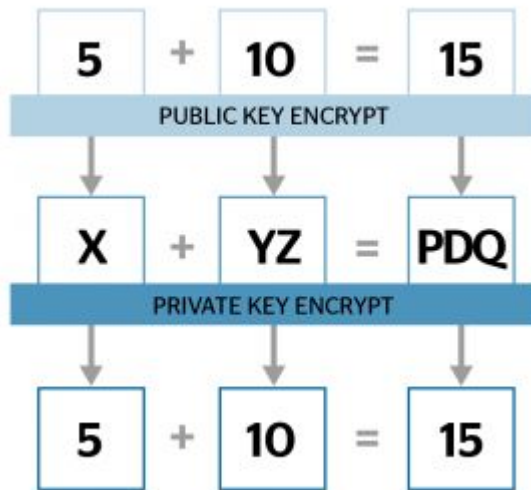 5 + 10 = 15
PUBLIC KEY ENCRYPT
X + YZ = PDQ
PRIVATE KEY ENCRYPT
5 + 10 = 15